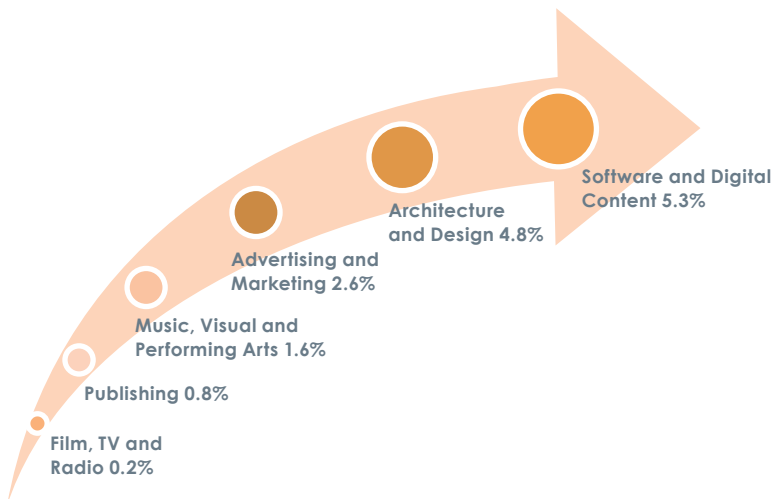 Software and Digital
Content 5.3%
Architecture
and Design 4.8%
Advertising and
Marketing 2.6%
Music, Visual and
Performing Arts 1.6%
Publishing 0.8%
Film, TV and
Radio 0.2%